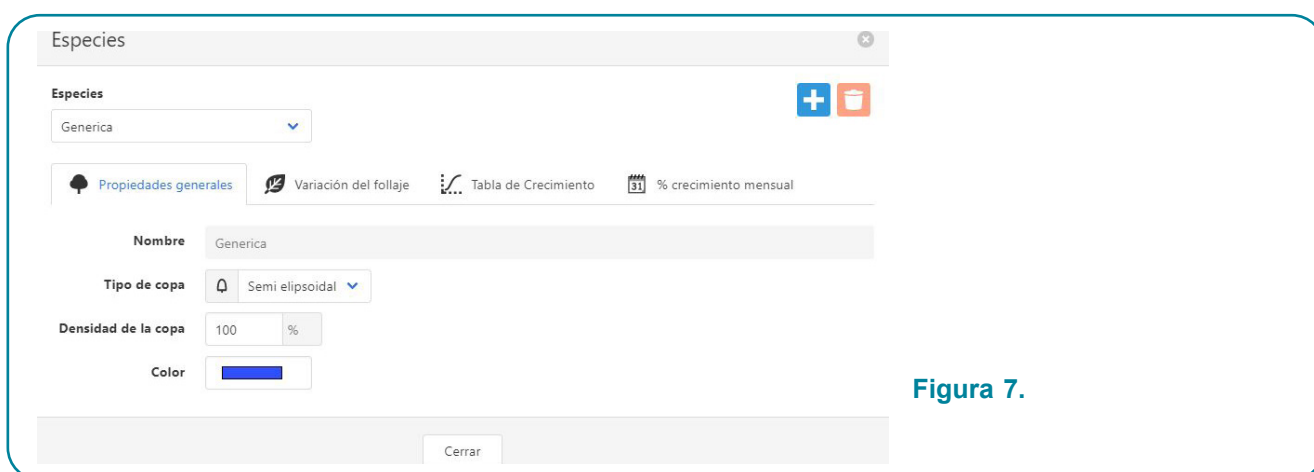 Especies
Especies
Generica
Propiedades generales Variación del follaje Tabla de Crecimiento 31 % crecimiento mensual
Nombre Generica
Tipo de copa Semi elipsoidal
Densidad de la copa 100 %
Color
Figura 7.
Cerrar